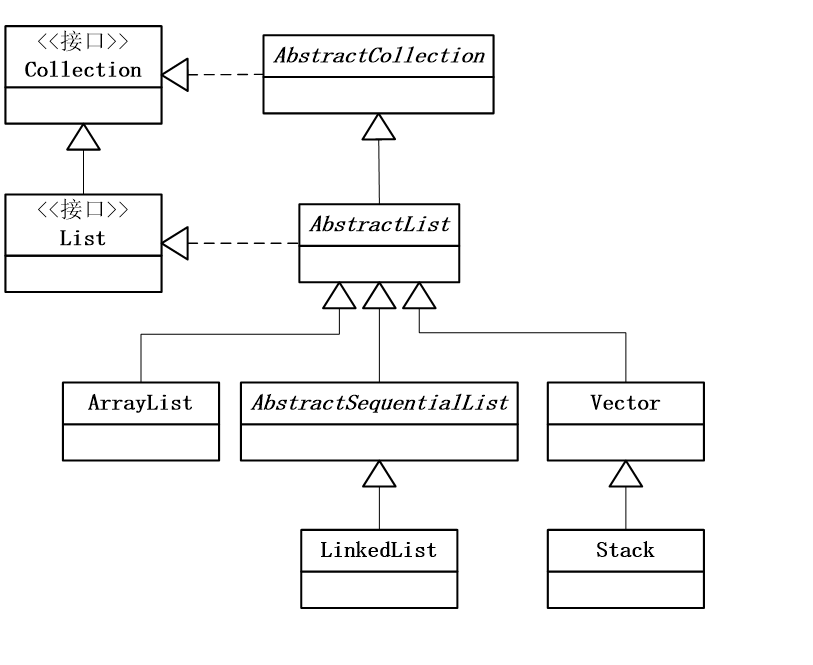 <<接口>>
Collection
AbstractCollection
<<接口>>
List
AbstractList
ArrayList
AbstractSequentialList
Vector
LinkedList
Stack